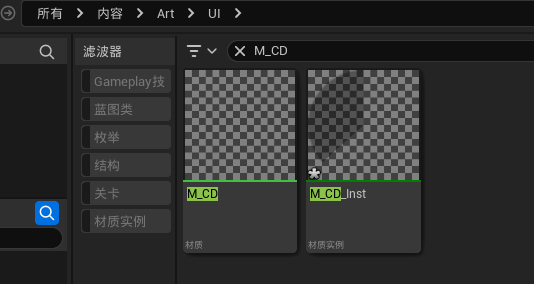 所有 > 内容 > Art > UI >
滤波器
M_CD
Gameplay技
蓝图类
枚举
结构
关卡
材质实例
M_CD
材质
M_CD_Inst
材质实例